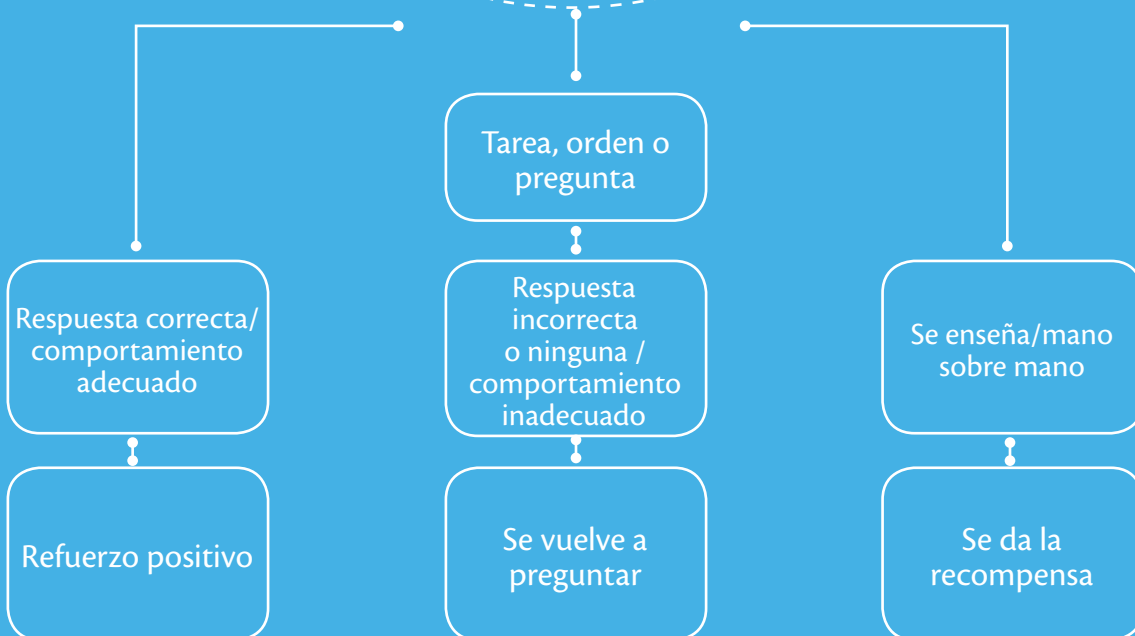 Tarea, orden o
pregunta
Respuesta correcta/
comportamiento
adecuado
Respuesta
incorrecta
o ninguna /
comportamiento
inadecuado
Se enseña/mano
sobre mano
Refuerzo positivo
Se vuelve a
preguntar
Se da la
recompensa